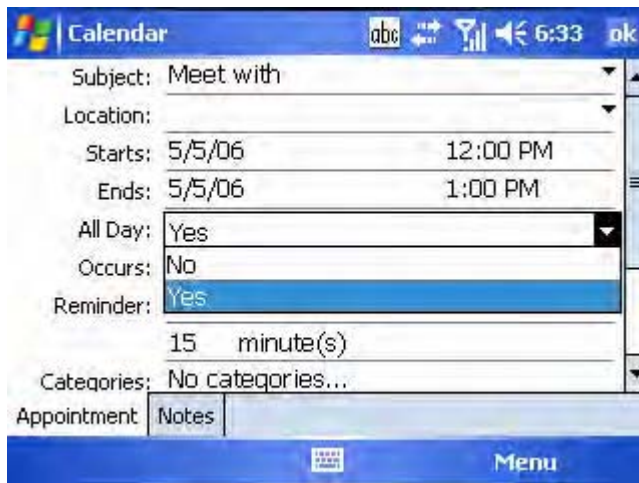 Calendar abc 6:33 ok
Subject: Meet with
Location:
Starts: 5/5/06 12:00 PM
Ends: 5/5/06 1:00 PM
All Day: Yes
Occurs: No
Reminder: Yes
15 minute(s)
Categories: No categories...
Appointment Notes
Menu